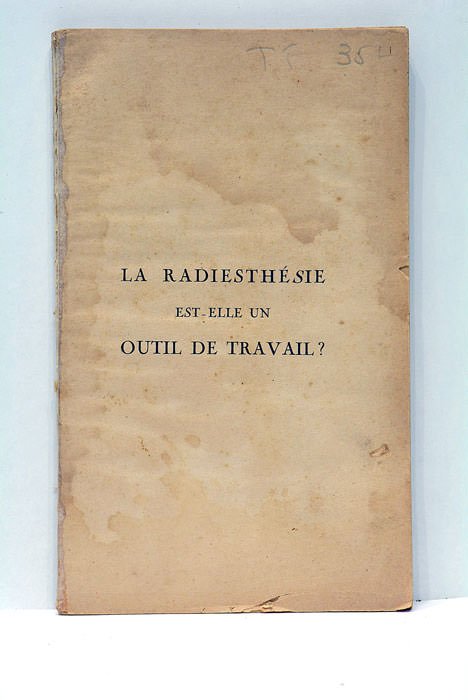 LA RADIESTHÉSIE
EST-ELLE UN
OUTIL DE TRAVAIL?